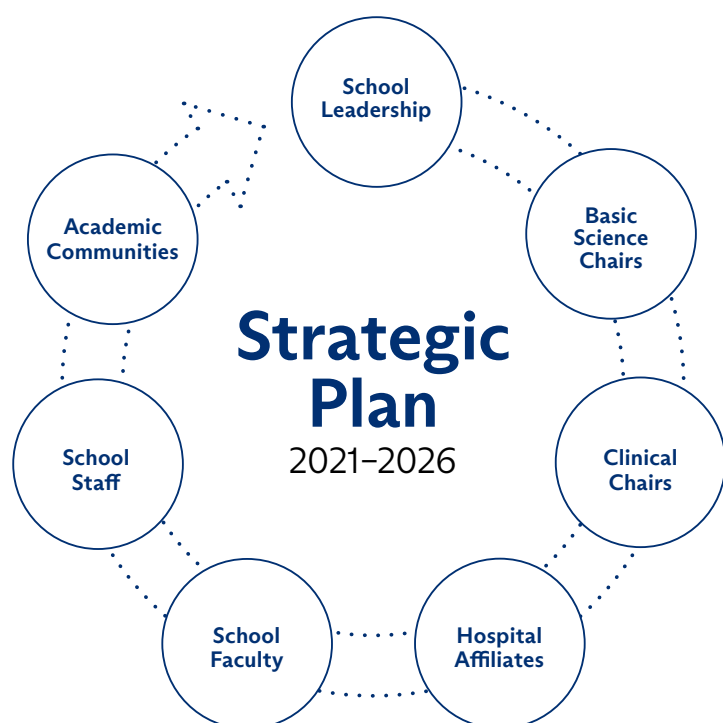 School
Leadership
Basic
Science
Chairs
Academic
Communities
Strategic
Plan
2021–2026
School
Staff
Clinical
Chairs
School
Faculty
Hospital
Affiliates